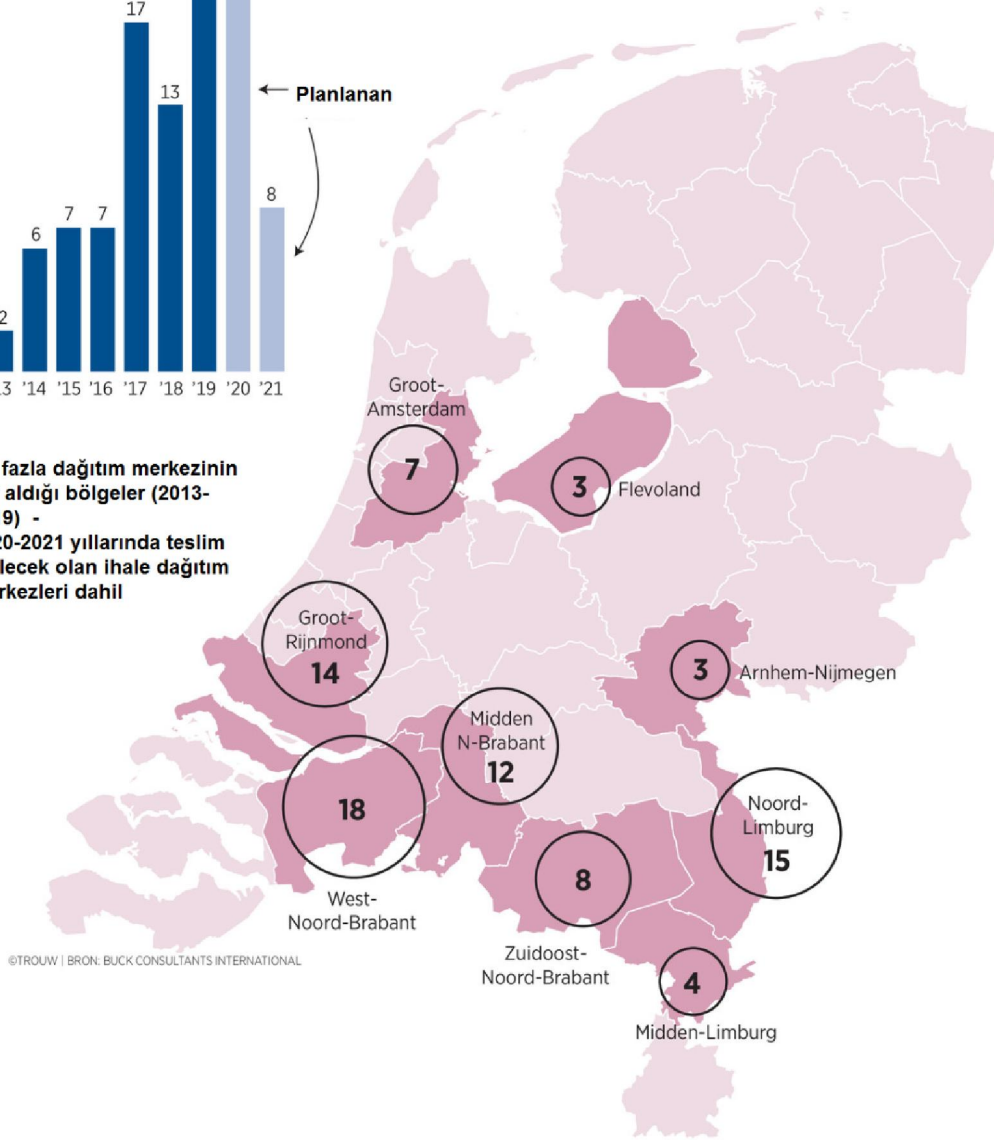 17
13
Planlanan
8
7
7
6
2
13 '14 '15 '16 '17 '18 '19 '20 '21
fazla dağıtım merkezinin
aldığı bölgeler (2013-
9) -
20-2021 yıllarında teslim
lecek olan ihale dağıtım
rkezleri dahil
Groot-
Amsterdam
7
3 Flevoland
Groot-
Rijnmond
14
3 Arnhem-Nijmegen
Midden
N-Brabant
12
18
West-
Noord-Brabant
Noord-
Limburg
15
8
Zuidoost-
Noord-Brabant
4
Midden-Limburg
©TROUW | BRON: BUCK CONSULTANTS INTERNATIONAL